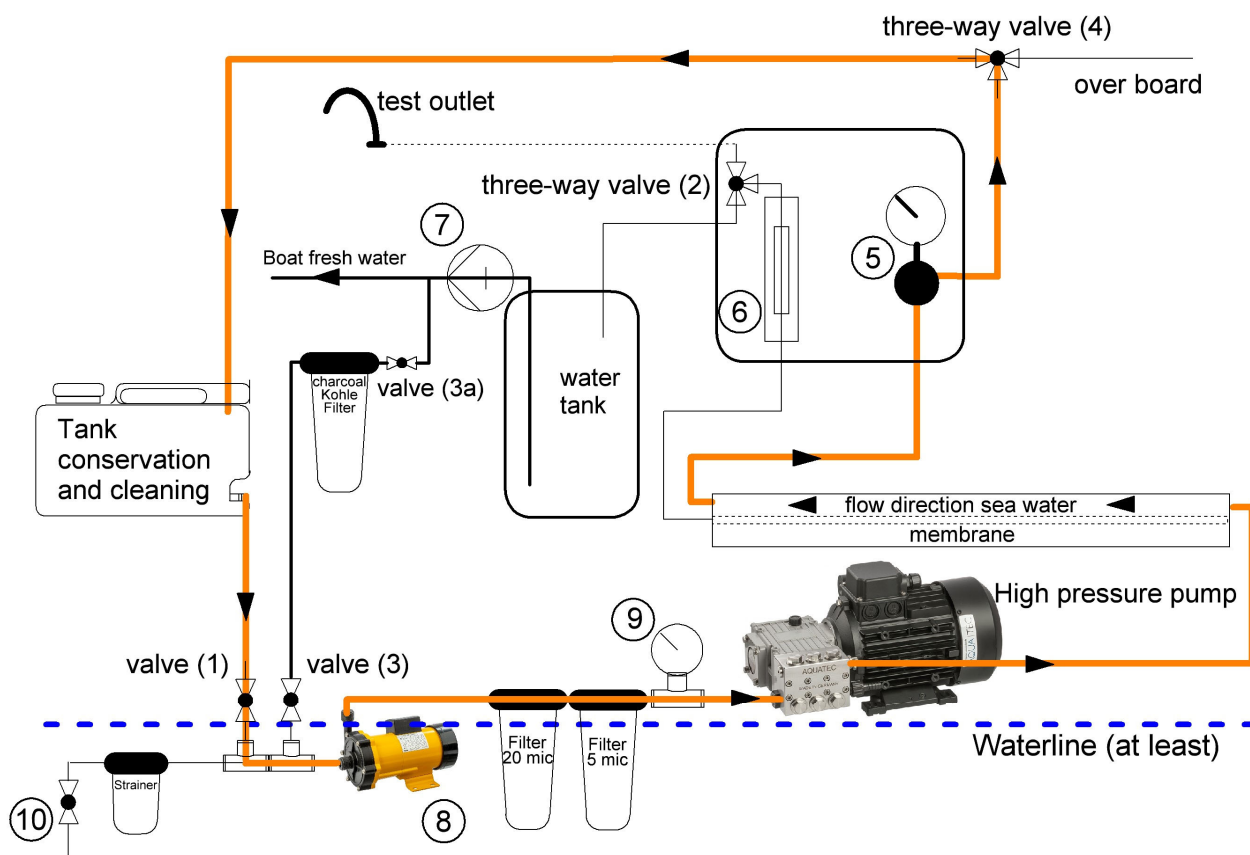 three-way valve (4)
over board
test outlet
three-way valve (2)
7
Boat fresh water
5
6
charcoal
Kohle
Filter
valve (3a)
water
tank
Tank
conservation
and cleaning
flow direction sea water
membrane
High pressure pump
9
valve (1)
valve (3)
AQUATEC
AQUATEC
Waterline (at least)
Filter
20 mic
Filter
5 mic
Strainer
10
8